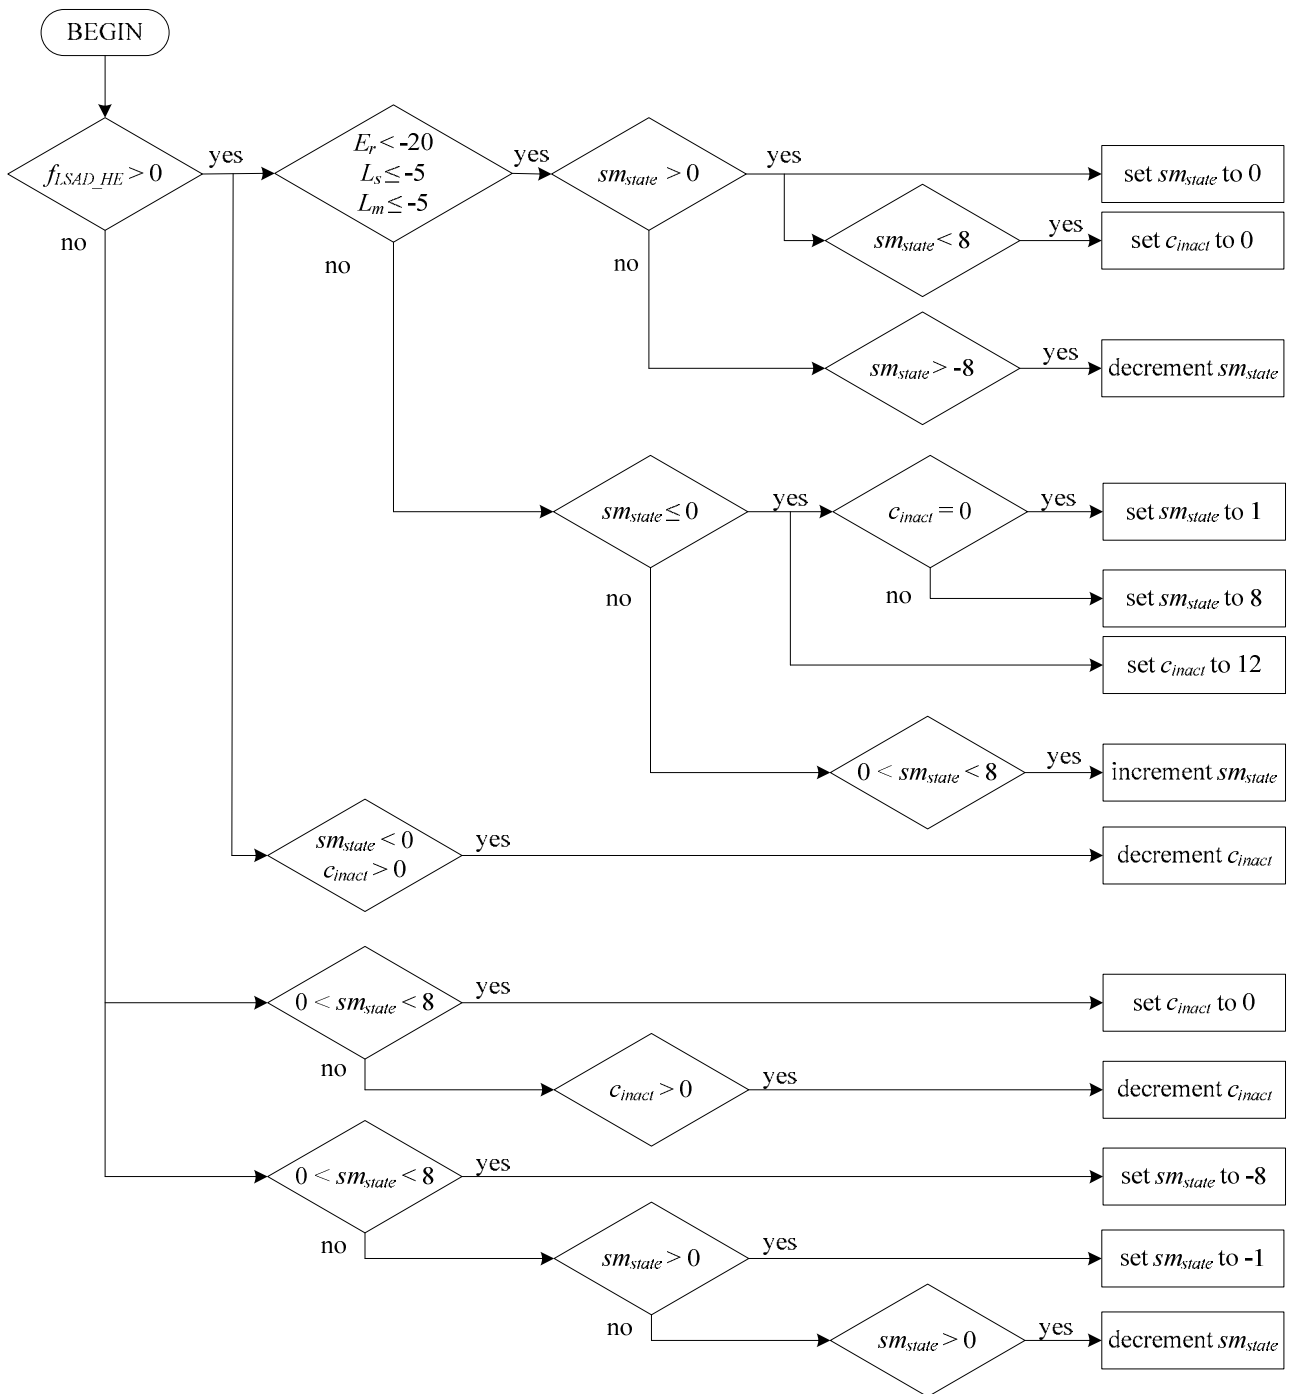 BEGIN
f_LSAD_HE > 0
yes
no
E_r < -20
L_s ≤ -5
L_m ≤ -5
yes
no
sm_state > 0
yes
no
set sm_state to 0
sm_state < 8
yes
set c_inact to 0
sm_state > -8
yes
decrement sm_state
sm_state ≤ 0
yes
no
c_inact = 0
yes
no
set sm_state to 1
set sm_state to 8
set c_inact to 12
0 < sm_state < 8
yes
increment sm_state
sm_state < 0
c_inact > 0
yes
decrement c_inact
0 < sm_state < 8
yes
no
set c_inact to 0
c_inact > 0
yes
decrement c_inact
0 < sm_state < 8
yes
no
set sm_state to -8
sm_state > 0
yes
no
set sm_state to -1
sm_state > 0
yes
decrement sm_state